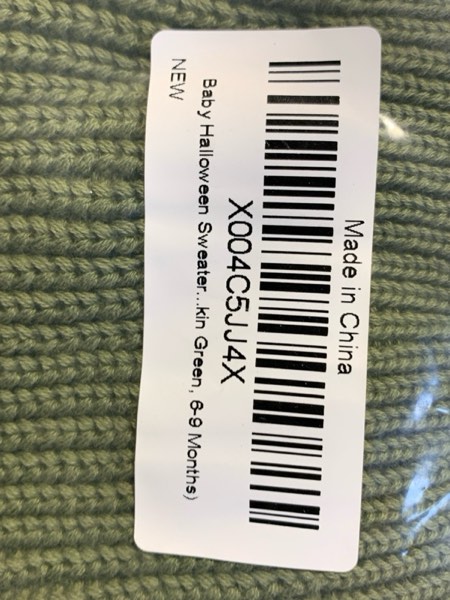 Made in China
X004C5JJ4X
Baby Halloween Sweater...kin Green, 6-9 Months)
NEW